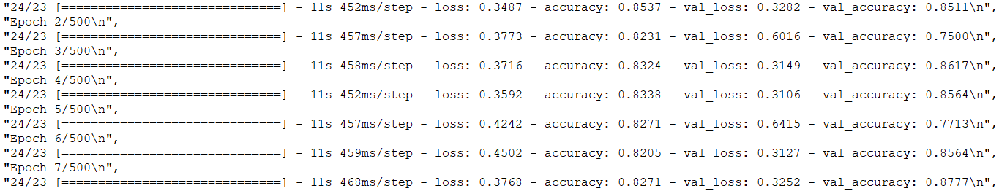 "24/23 [==============================] - 11s 452ms/step - loss: 0.3487 - accuracy: 0.8537 - val_loss: 0.3282 - val_accuracy: 0.8511\n",
"Epoch 2/500\n",
"24/23 [==============================] - 11s 457ms/step - loss: 0.3773 - accuracy: 0.8231 - val_loss: 0.6016 - val_accuracy: 0.7500\n",
"Epoch 3/500\n",
"24/23 [==============================] - 11s 458ms/step - loss: 0.3716 - accuracy: 0.8324 - val_loss: 0.3149 - val_accuracy: 0.8617\n",
"Epoch 4/500\n",
"24/23 [==============================] - 11s 452ms/step - loss: 0.3592 - accuracy: 0.8338 - val_loss: 0.3106 - val_accuracy: 0.8564\n",
"Epoch 5/500\n",
"24/23 [==============================] - 11s 457ms/step - loss: 0.4242 - accuracy: 0.8271 - val_loss: 0.6415 - val_accuracy: 0.7713\n",
"Epoch 6/500\n",
"24/23 [==============================] - 11s 459ms/step - loss: 0.4502 - accuracy: 0.8205 - val_loss: 0.3127 - val_accuracy: 0.8564\n",
"Epoch 7/500\n",
"24/23 [==============================] - 11s 468ms/step - loss: 0.3768 - accuracy: 0.8271 - val_loss: 0.3252 - val_accuracy: 0.8777\n",